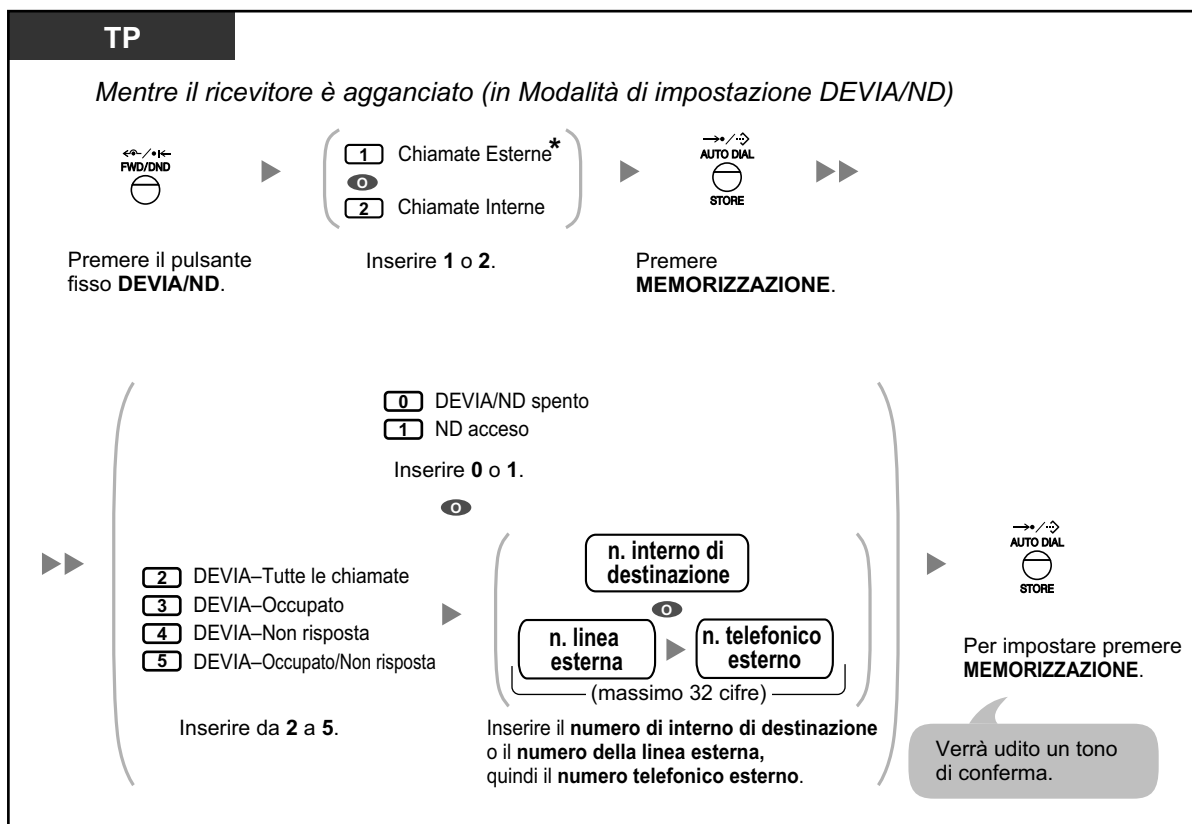 TP
Mentre il ricevitore è agganciato (in Modalità di impostazione DEVIA/ND)
FWD/DND
1 Chiamate Esterne*
O
2 Chiamate Interne
AUTO DIAL
STORE
Premere il pulsante
fisso DEVIA/ND.
Inserire 1 o 2.
Premere
MEMORIZZAZIONE.
0 DEVIA/ND spento
1 ND acceso
Inserire 0 o 1.
O
2 DEVIA–Tutte le chiamate
3 DEVIA–Occupato
4 DEVIA–Non risposta
5 DEVIA–Occupato/Non risposta
Inserire da 2 a 5.
n. interno di
destinazione
O
n. linea
esterna
n. telefonico
esterno
(massimo 32 cifre)
Inserire il numero di interno di destinazione
o il numero della linea esterna,
quindi il numero telefonico esterno.
AUTO DIAL
STORE
Per impostare premere
MEMORIZZAZIONE.
Verrà udito un tono
di conferma.